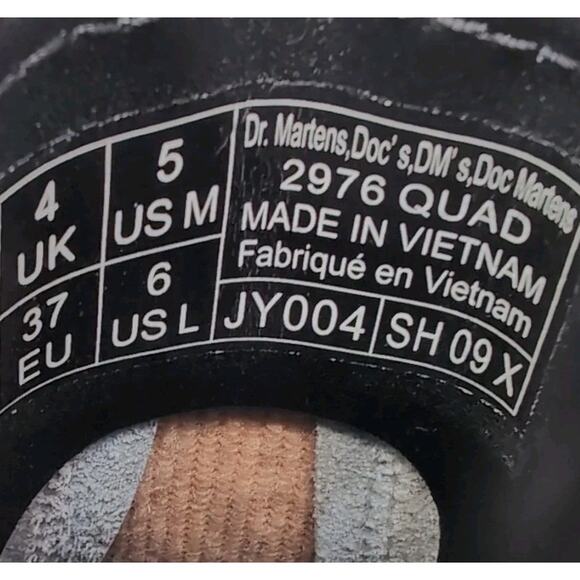 4 UK
5 US M
37 EU
6 US L
Dr. Martens,Doc's,DM's,Doc Martens
2976 QUAD
MADE IN VIETNAM
Fabriqué en Vietnam
JY004
SH 09 X